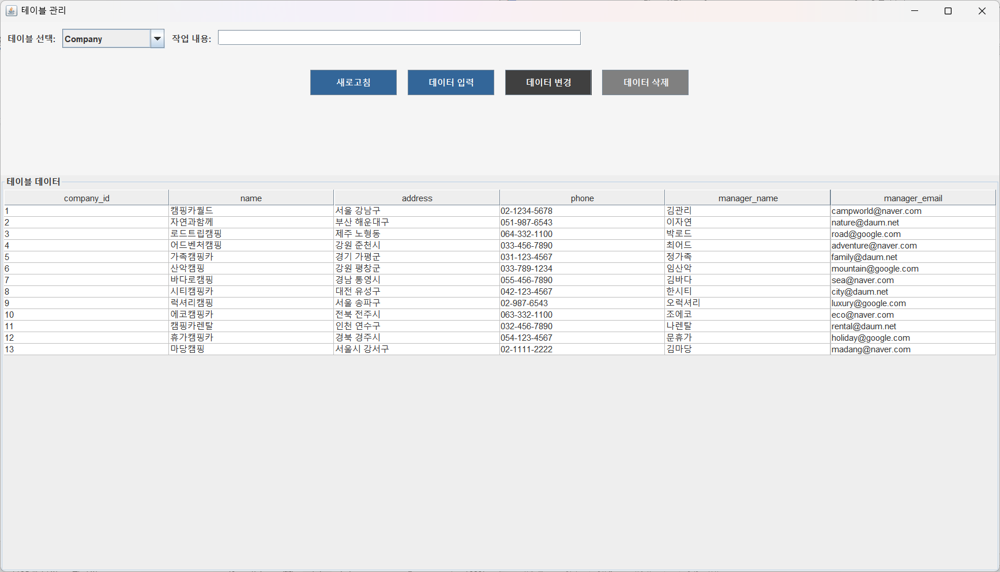 테이블 관리
테이블 선택: Company 작업 내용:
새로고침 데이터 입력 데이터 변경 데이터 삭제
테이블 데이터
company_id name address phone manager_name manager_email
1 캠핑카월드 서울 강남구 02-1234-5678 김관리 campworld@naver.com
2 자연과함께 부산 해운대구 051-987-6543 이자연 nature@daum.net
3 로드트립캠핑 제주 노형동 064-332-1100 박로드 road@google.com
4 어드벤처캠핑 강원 춘천시 033-456-7890 최어드 adventure@naver.com
5 가족캠핑카 경기 가평군 031-123-4567 정가족 family@daum.net
6 산악캠핑 강원 평창군 033-789-1234 임산악 mountain@google.com
7 바다로캠핑 경남 통영시 055-456-7890 김바다 sea@naver.com
8 시티캠핑카 대전 유성구 042-123-4567 한시티 city@daum.net
9 럭셔리캠핑 서울 송파구 02-987-6543 오럭셔리 luxury@google.com
10 에코캠핑카 전북 전주시 063-332-1100 조에코 eco@naver.com
11 캠핑카렌탈 인천 연수구 032-456-7890 나렌탈 rental@daum.net
12 휴가캠핑카 경북 경주시 054-123-4567 문휴가 holiday@google.com
13 마당캠핑 서울시 강서구 02-1111-2222 김마당 madang@naver.com